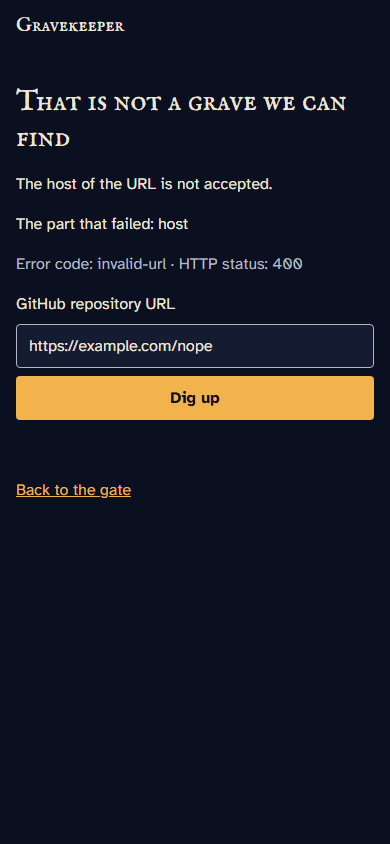 Gravekeeper
That is not a grave we can
find
The host of the URL is not accepted.
The part that failed: host
Error code: invalid-url · HTTP status: 400
GitHub repository URL
https://example.com/nope
Dig up
Back to the gate